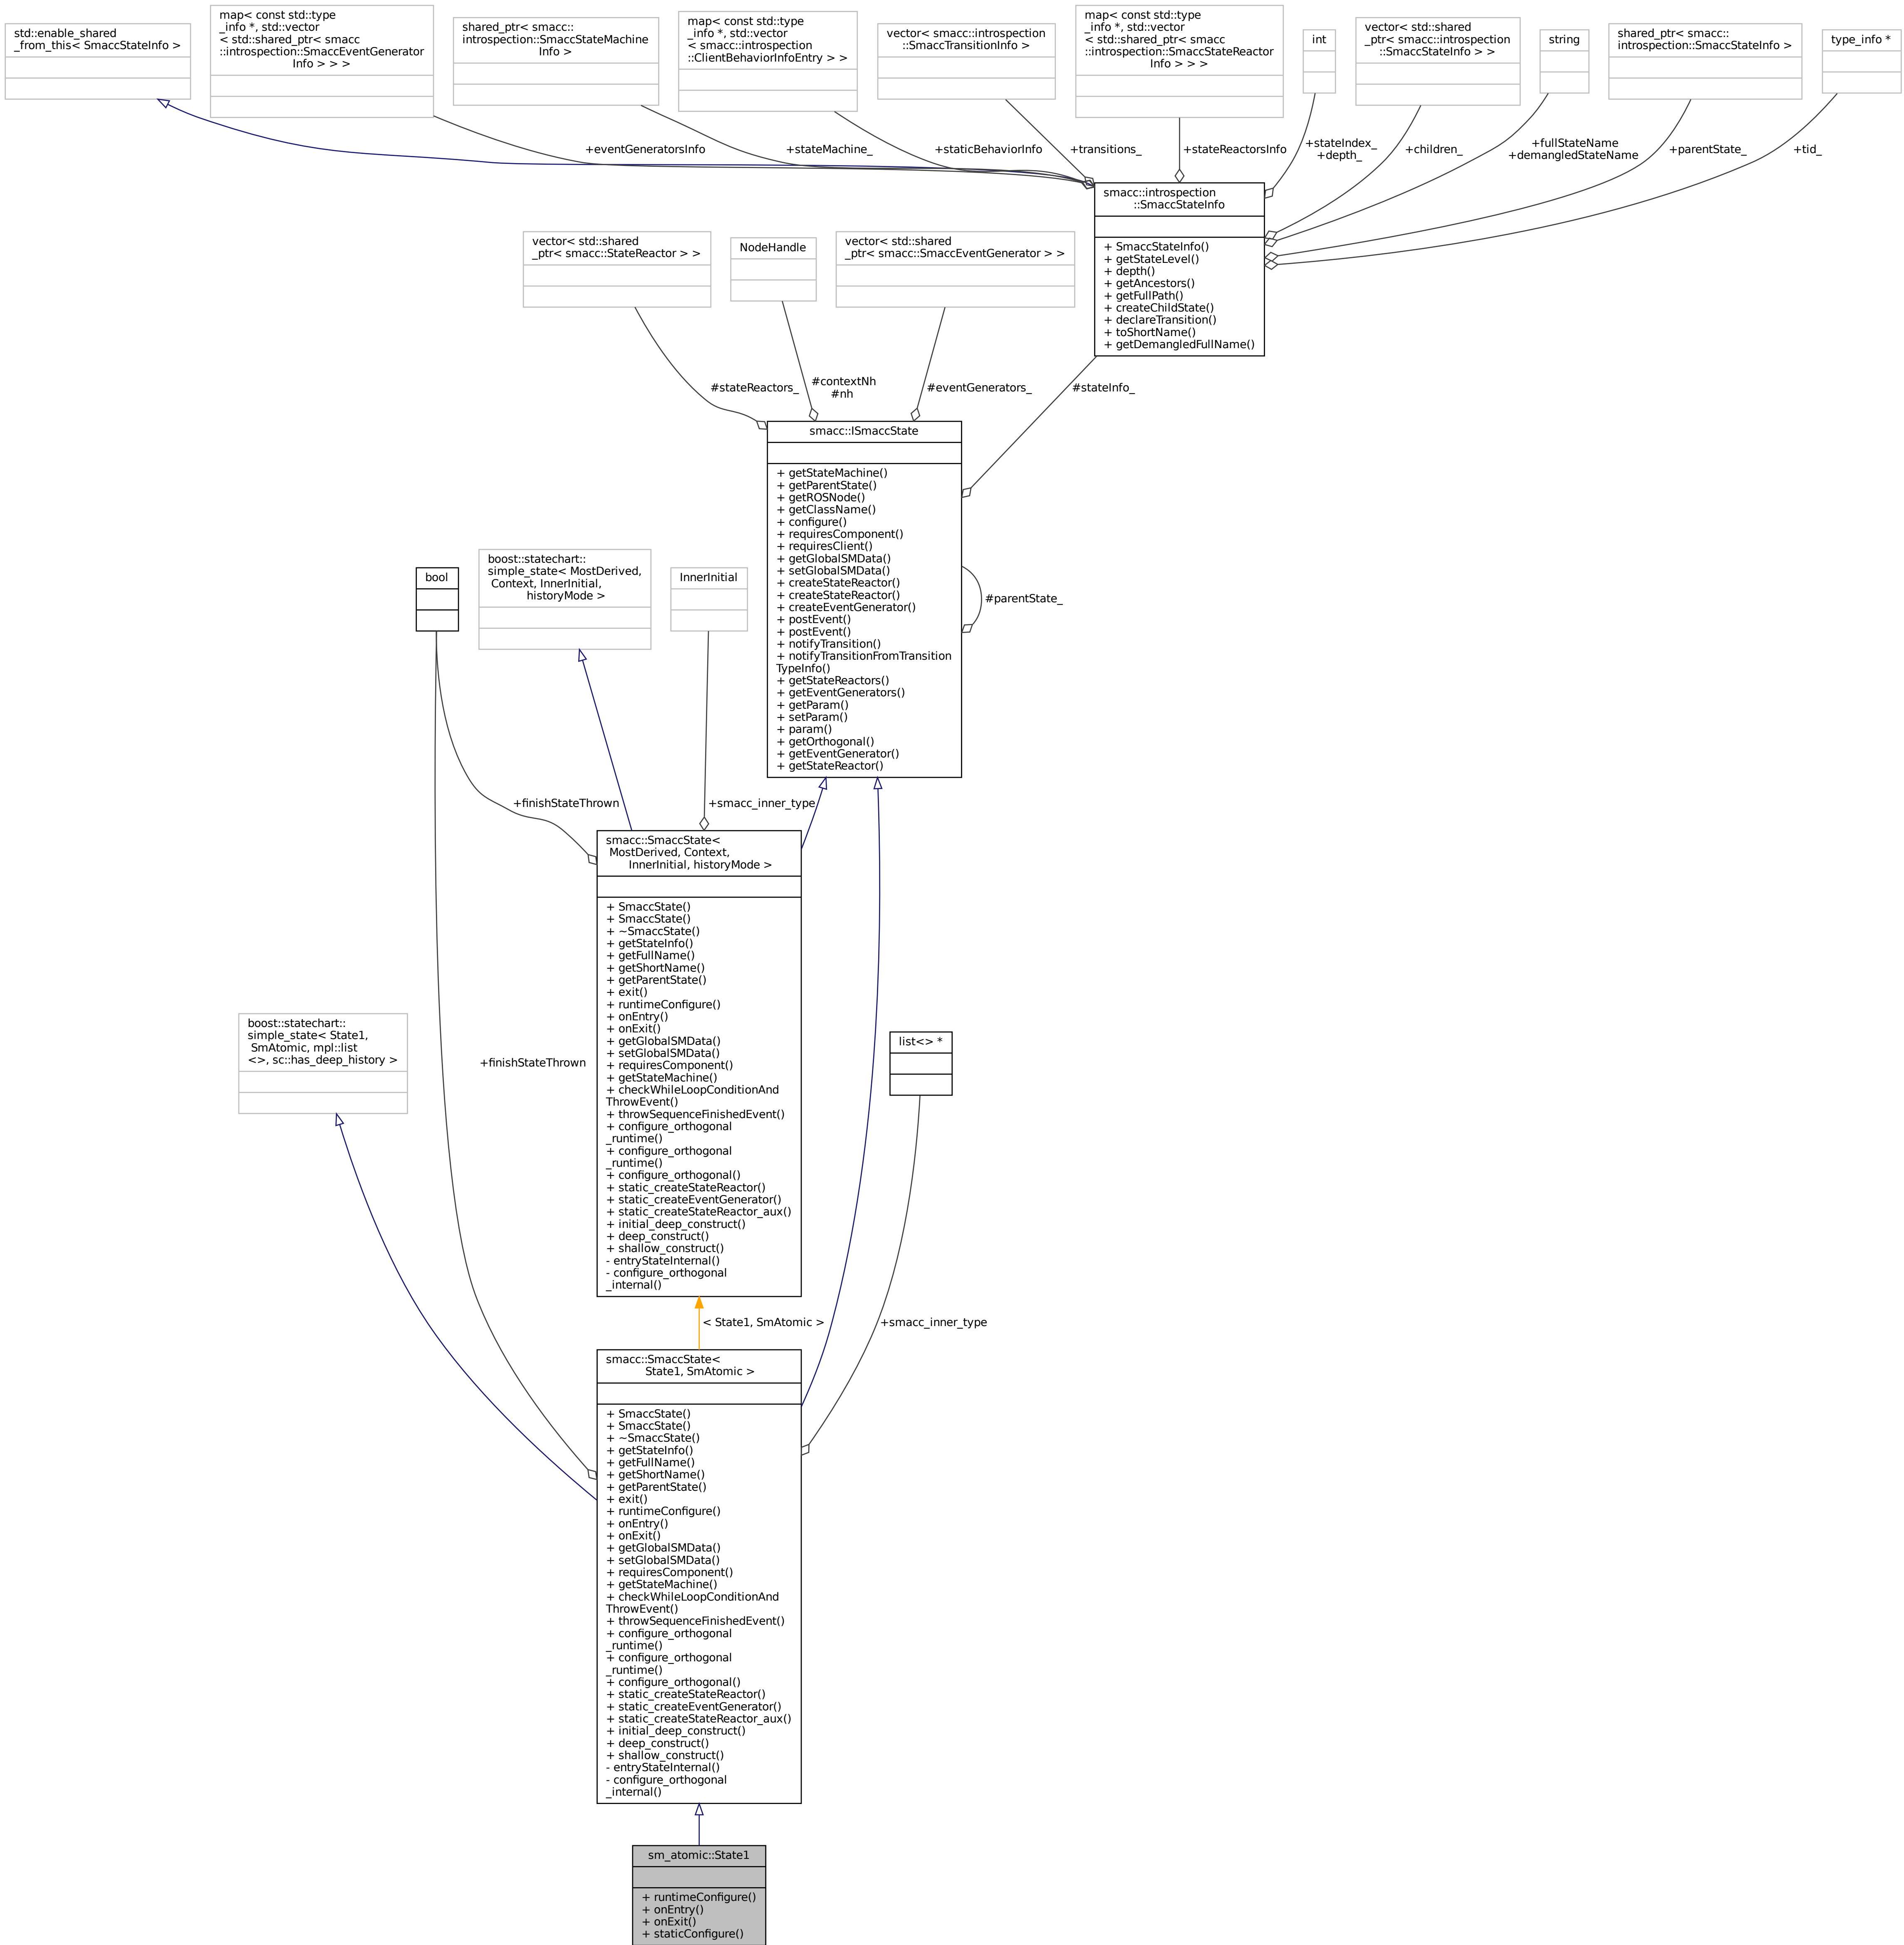 std::enable_shared
_from_this< SmaccStateInfo >
map< const std::type
_info *, std::vector
< std::shared_ptr< smacc
::introspection::SmaccEventGenerator
Info > > >
shared_ptr< smacc::
introspection::SmaccStateMachine
Info >
map< const std::type
_info *, std::vector
< smacc::introspection
::ClientBehaviorInfoEntry > >
vector< smacc::introspection
::SmaccTransitionInfo >
map< const std::type
_info *, std::vector
< std::shared_ptr< smacc
::introspection::SmaccStateReactor
Info > > >
int
vector< std::shared
_ptr< smacc::introspection
::SmaccStateInfo > >
string
shared_ptr< smacc::
introspection::SmaccStateInfo >
type_info *
+eventGeneratorsInfo
+stateMachine_
+staticBehaviorInfo
+transitions_
+stateReactorsInfo
+stateIndex_
+depth_
+children_
+fullStateName
+demangledStateName
+parentState_
+tid_
smacc::introspection
::SmaccStateInfo
+ SmaccStateInfo()
+ getStateLevel()
+ depth()
+ getAncestors()
+ getFullPath()
+ createChildState()
+ declareTransition()
+ toShortName()
+ getDemangledFullName()
vector< std::shared
_ptr< smacc::StateReactor > >
NodeHandle
vector< std::shared
_ptr< smacc::SmaccEventGenerator > >
#stateReactors_
#contextNh
#nh
#eventGenerators_
#stateInfo_
smacc::ISmaccState
+ getStateMachine()
+ getParentState()
+ getROSNode()
+ getClassName()
+ configure()
+ requiresComponent()
+ requiresClient()
+ getGlobalSMData()
+ setGlobalSMData()
+ createStateReactor()
+ createStateReactor()
+ createEventGenerator()
+ postEvent()
+ postEvent()
+ notifyTransition()
+ notifyTransitionFromTransition
TypeInfo()
+ getStateReactors()
+ getEventGenerators()
+ getParam()
+ setParam()
+ param()
+ getOrthogonal()
+ getEventGenerator()
+ getStateReactor()
#parentState_
bool
boost::statechart::
simple_state< MostDerived,
Context, InnerInitial,
historyMode >
InnerInitial
+finishStateThrown
+smacc_inner_type
smacc::SmaccState<
MostDerived, Context,
InnerInitial, historyMode >
+ SmaccState()
+ SmaccState()
+ ~SmaccState()
+ getStateInfo()
+ getFullName()
+ getShortName()
+ getParentState()
+ exit()
+ runtimeConfigure()
+ onEntry()
+ onExit()
+ getGlobalSMData()
+ setGlobalSMData()
+ requiresComponent()
+ getStateMachine()
+ checkWhileLoopConditionAnd
ThrowEvent()
+ throwSequenceFinishedEvent()
+ configure_orthogonal
_runtime()
+ configure_orthogonal
_runtime()
+ configure_orthogonal()
+ static_createStateReactor()
+ static_createEventGenerator()
+ static_createStateReactor_aux()
+ initial_deep_construct()
+ deep_construct()
+ shallow_construct()
- entryStateInternal()
- configure_orthogonal
_internal()
boost::statechart::
simple_state< State1,
SmAtomic, mpl::list
<>, sc::has_deep_history >
+finishStateThrown
list<> *
< State1, SmAtomic >
+smacc_inner_type
smacc::SmaccState<
State1, SmAtomic >
+ SmaccState()
+ SmaccState()
+ ~SmaccState()
+ getStateInfo()
+ getFullName()
+ getShortName()
+ getParentState()
+ exit()
+ runtimeConfigure()
+ onEntry()
+ onExit()
+ getGlobalSMData()
+ setGlobalSMData()
+ requiresComponent()
+ getStateMachine()
+ checkWhileLoopConditionAnd
ThrowEvent()
+ throwSequenceFinishedEvent()
+ configure_orthogonal
_runtime()
+ configure_orthogonal
_runtime()
+ configure_orthogonal()
+ static_createStateReactor()
+ static_createEventGenerator()
+ static_createStateReactor_aux()
+ initial_deep_construct()
+ deep_construct()
+ shallow_construct()
- entryStateInternal()
- configure_orthogonal
_internal()
sm_atomic::State1
+ runtimeConfigure()
+ onEntry()
+ onExit()
+ staticConfigure()